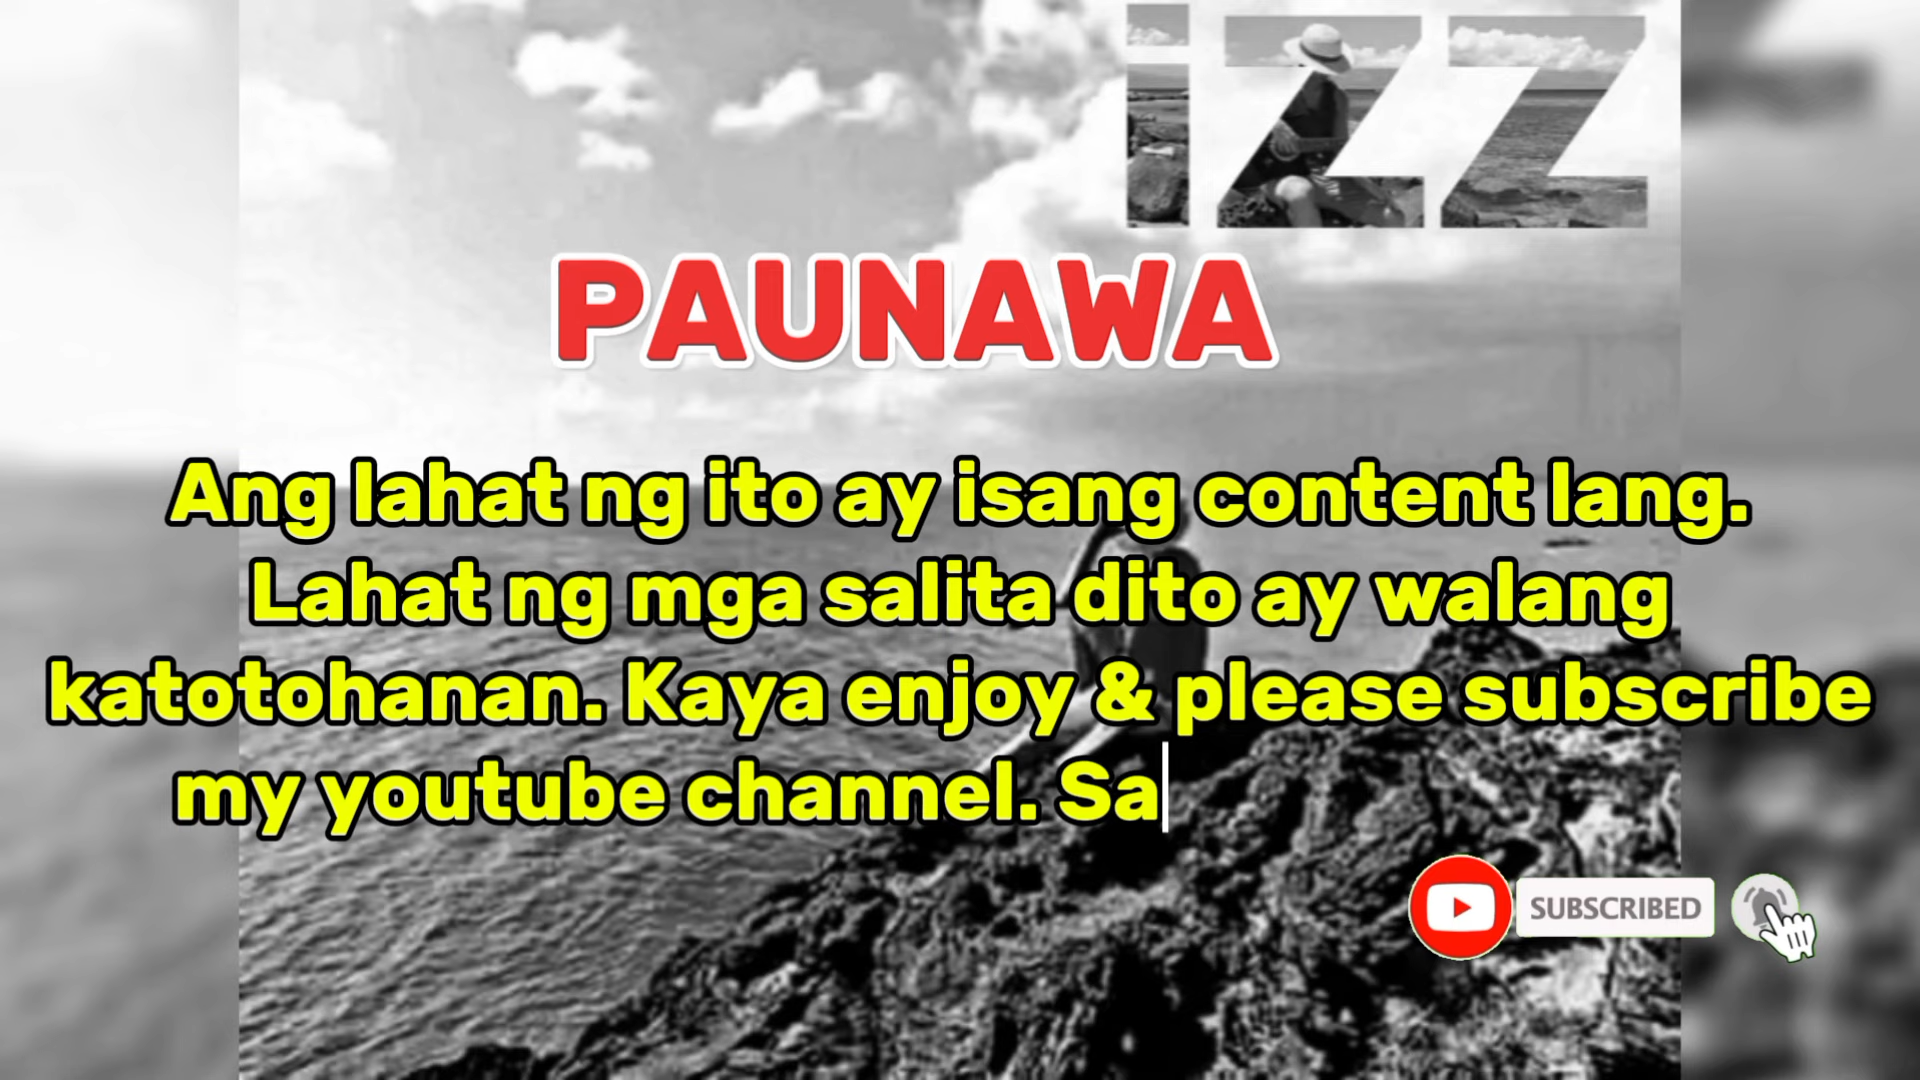 izz
PAUNAWA
Ang lahat ng ito ay isang content lang.
Lahat ng mga salita dito ay walang
katotohanan. Kaya enjoy & please subscribe
my youtube channel. Sa
SUBSCRIBED